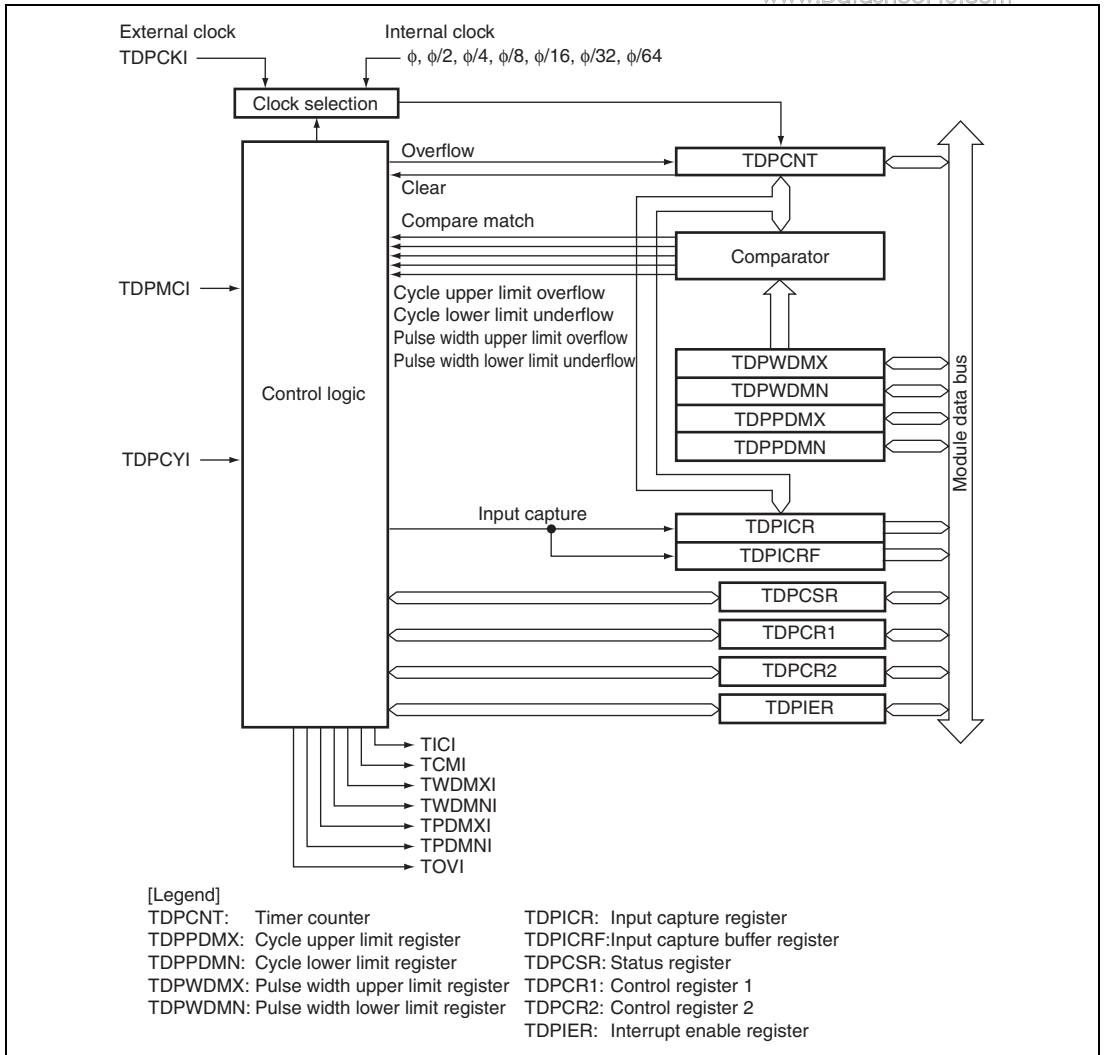 External clock
TDPCKI
Internal clock
ϕ, ϕ/2, ϕ/4, ϕ/8, ϕ/16, ϕ/32, ϕ/64
Clock selection
Overflow
TDPCNT
Clear
Compare match
Comparator
TDPMCI
Cycle upper limit overflow
Cycle lower limit underflow
Pulse width upper limit overflow
Pulse width lower limit underflow
TDPWDMX
TDPWDMN
TDPPDMX
TDPPDMN
Control logic
Module data bus
TDPCYI
Input capture
TDPICR
TDPICRF
TDPCSR
TDPCR1
TDPCR2
TDPIER
TICI
TCMI
TWDMXI
TWDMNI
TPDMXI
TPDMNI
TOVI
[Legend]
TDPCNT: Timer counter
TDPPDMX: Cycle upper limit register
TDPPDMN: Cycle lower limit register
TDPWDMX: Pulse width upper limit register
TDPWDMN: Pulse width lower limit register
TDPICR: Input capture register
TDPICRF:Input capture buffer register
TDPCSR: Status register
TDPCR1: Control register 1
TDPCR2: Control register 2
TDPIER: Interrupt enable register